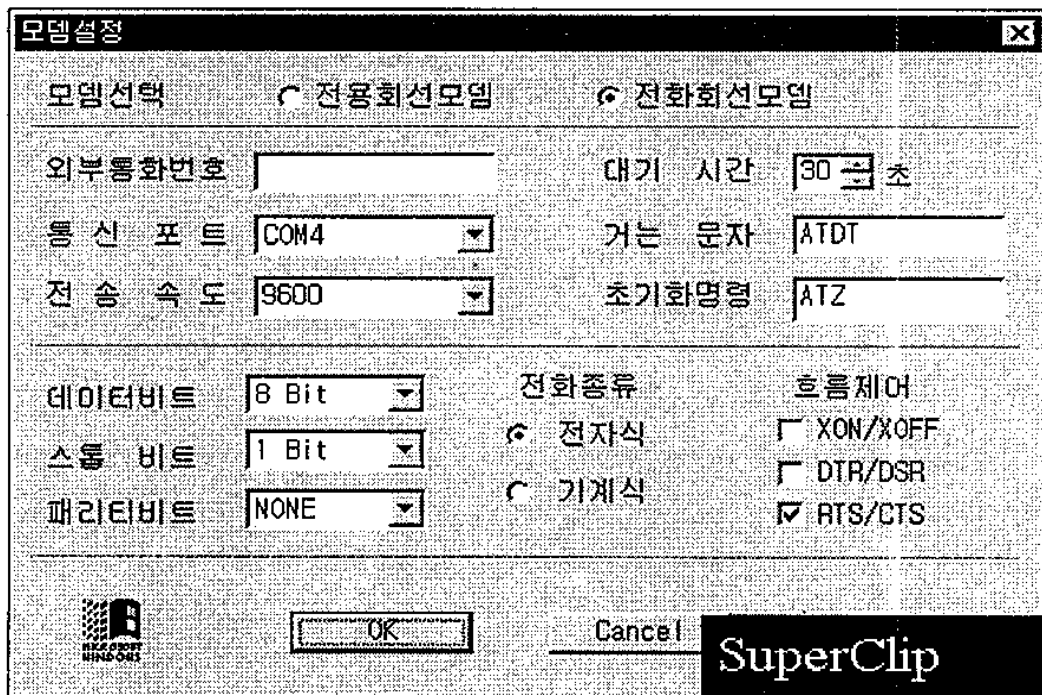 모뎀설정
모뎀선택 전용회선모뎀 전화회선모뎀
외부통화번호 대기 시간 30 초
통 신 포 트 COM4 거는 문자 ATDT
전 송 속 도 9600 초기화명령 ATZ
데이터비트 8 Bit 전화종류 흐름제어
전자식 XON/XOFF
스톱 비트 1 Bit
기계식 DTR/DSR
패리티비트 NONE RTS/CTS
MICROSOFT
WINDOWS
OK Cancel
SuperClip